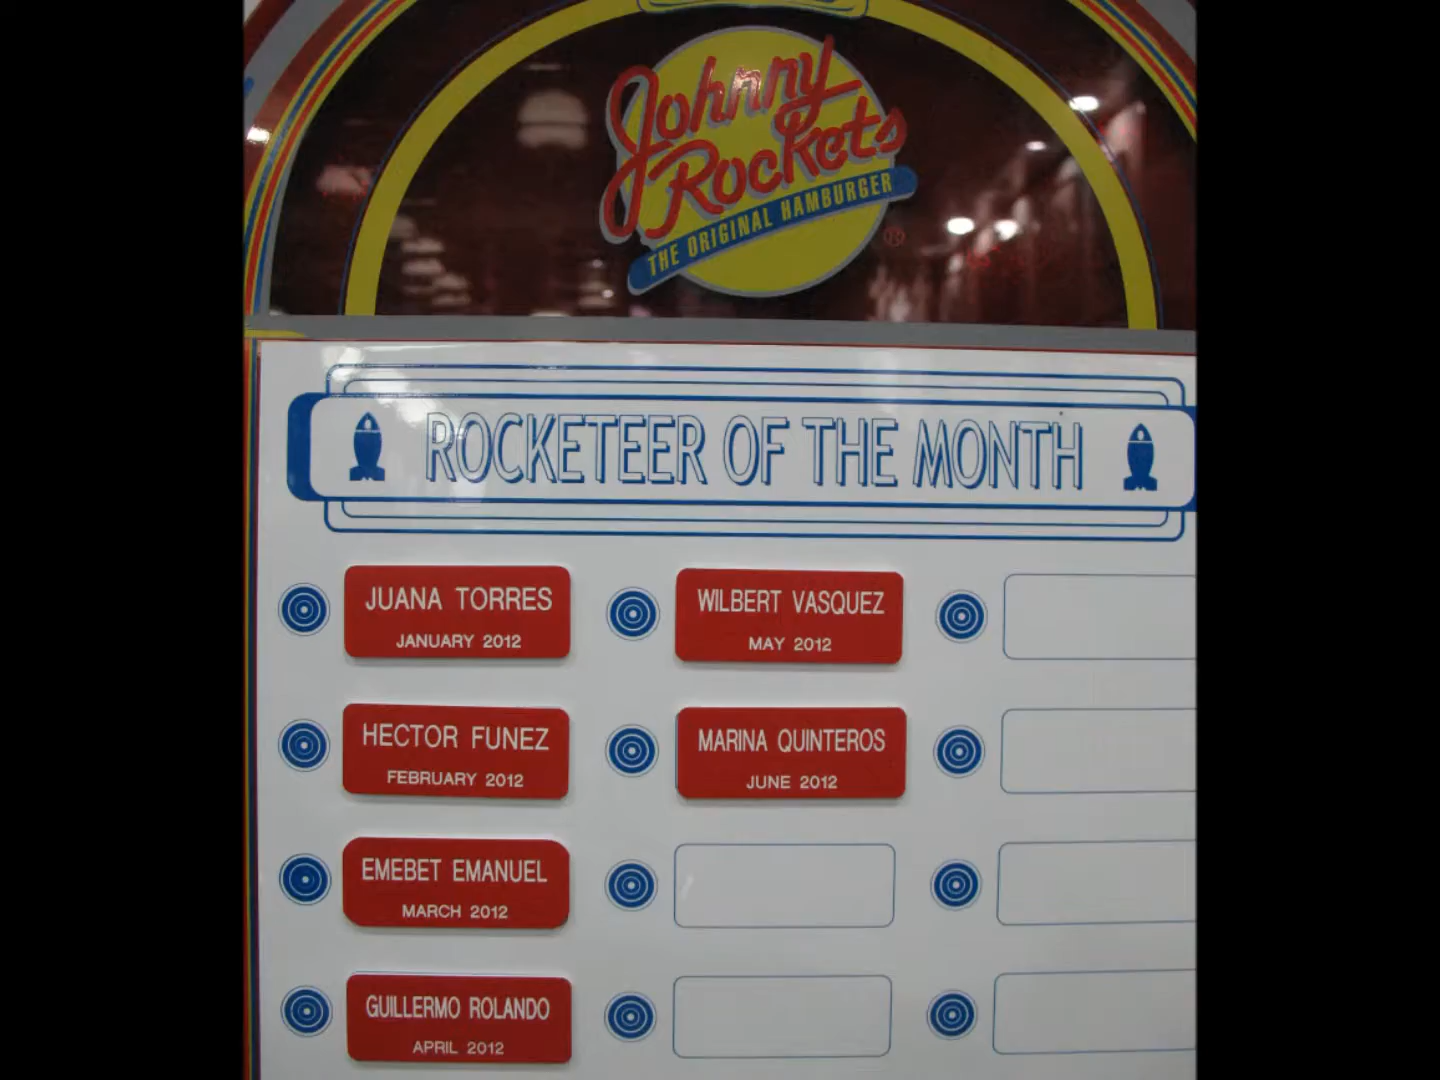 Johnny
Rockets
THE ORIGINAL HAMBURGER
®
ROCKETEER OF THE MONTH
JUANA TORRES
JANUARY 2012
WILBERT VASQUEZ
MAY 2012
HECTOR FUNEZ
FEBRUARY 2012
MARINA QUINTEROS
JUNE 2012
EMEBET EMANUEL
MARCH 2012
GUILLERMO ROLANDO
APRIL 2012